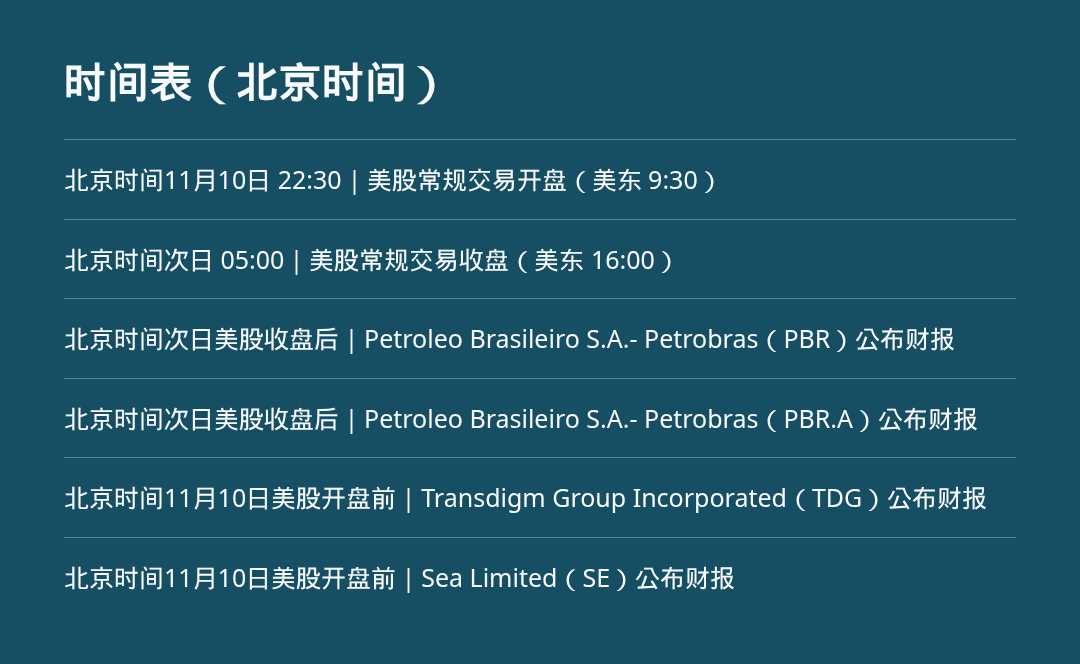 时间表（北京时间）
北京时间11月10日 22:30 | 美股常规交易开盘（美东 9:30）
北京时间次日 05:00 | 美股常规交易收盘（美东 16:00）
北京时间次日美股收盘后 | Petroleo Brasileiro S.A.- Petrobras（PBR）公布财报
北京时间次日美股收盘后 | Petroleo Brasileiro S.A.- Petrobras（PBR.A）公布财报
北京时间11月10日美股开盘前 | Transdigm Group Incorporated（TDG）公布财报
北京时间11月10日美股开盘前 | Sea Limited（SE）公布财报